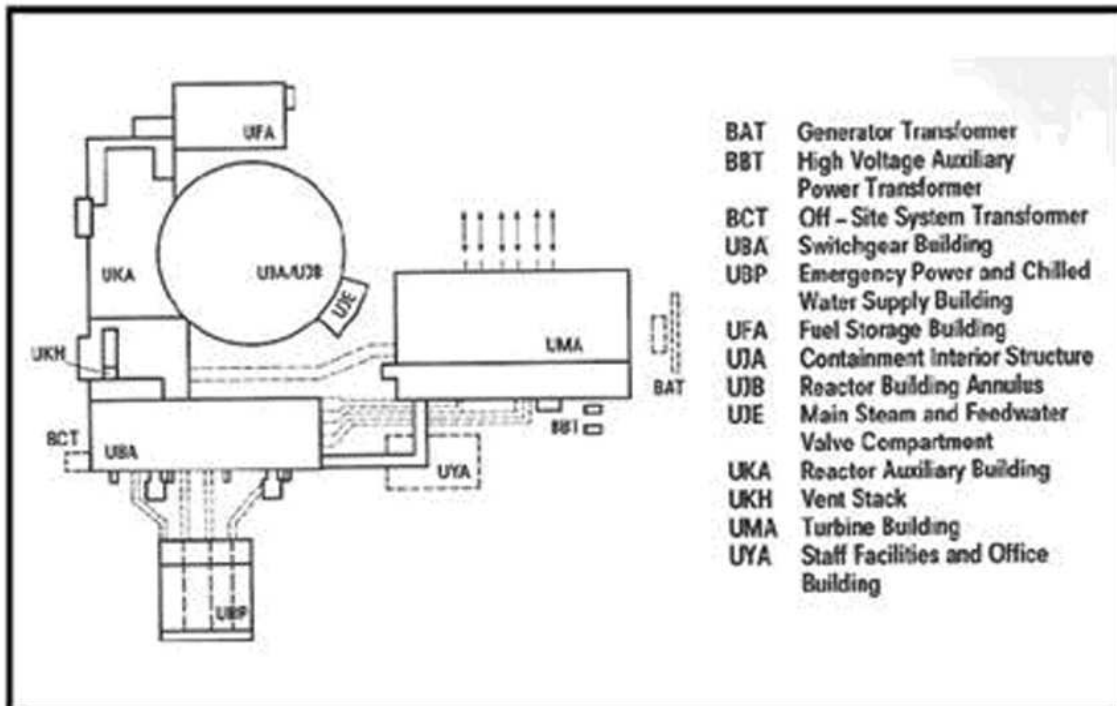 UFA
UKA
UJA/UJB
UJE
UKH
UMA
BAT
BCT
UBA
BBT
UYA
UBP
BAT Generator Transformer
BBT High Voltage Auxiliary
Power Transformer
BCT Off - Site System Transformer
UBA Switchgear Building
UBP Emergency Power and Chilled
Water Supply Building
UFA Fuel Storage Building
UJA Containment Interior Structure
UJB Reactor Building Annulus
UJE Main Steam and Feedwater
Valve Compartment
UKA Reactor Auxiliary Building
UKH Vent Stack
UMA Turbine Building
UYA Staff Facilities and Office
Building